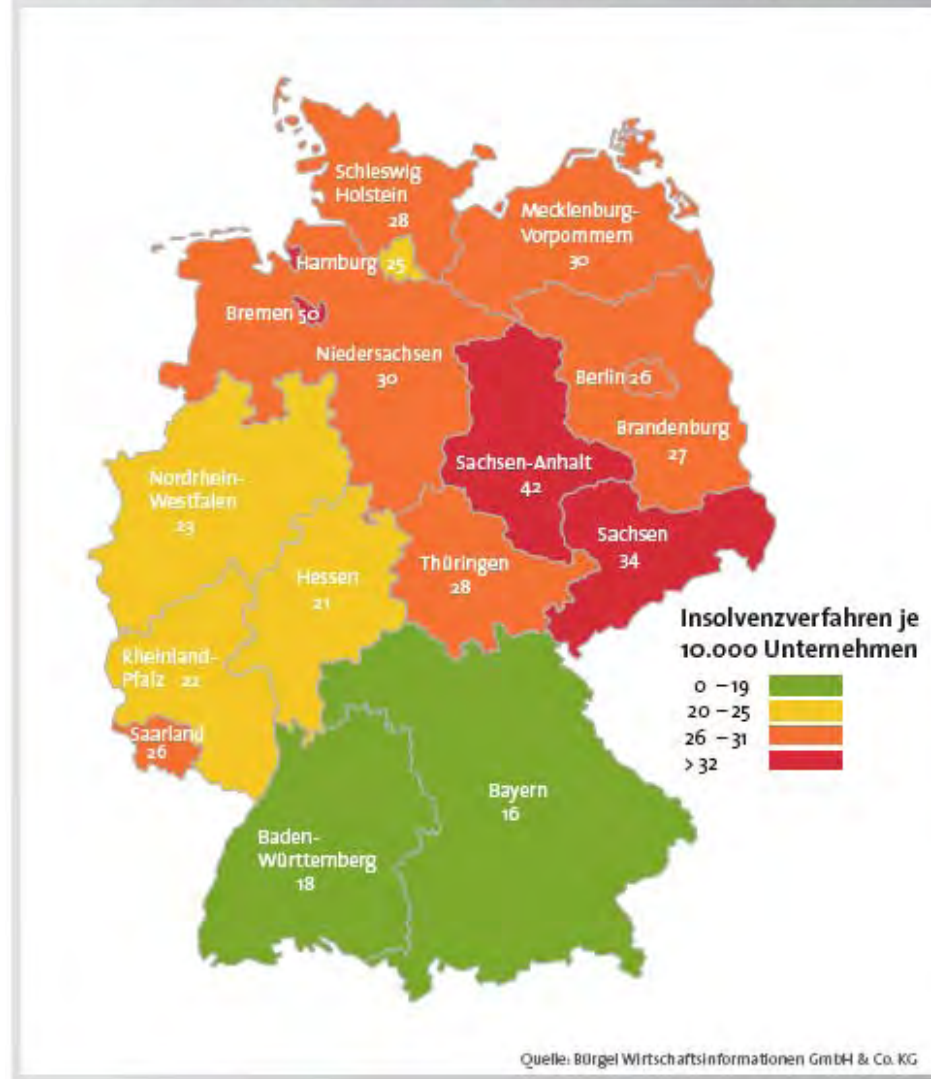 Schleswig
Holstein
28
Mecklenburg-
Vorpommern
30
Hamburg 25
Bremen 50
Niedersachsen
30
Berlin 26
Brandenburg
27
Sachsen-Anhalt
42
Nordrhein-
Westfalen
23
Sachsen
34
Hessen
21
Thüringen
28
Rheinland-
Pfalz 22
Saarland
26
Bayern
16
Baden-
Württemberg
18
Insolvenzverfahren je
10.000 Unternehmen
0 – 19
20 – 25
26 – 31
> 32
Quelle: Bürgel Wirtschaftsinformationen GmbH & Co. KG